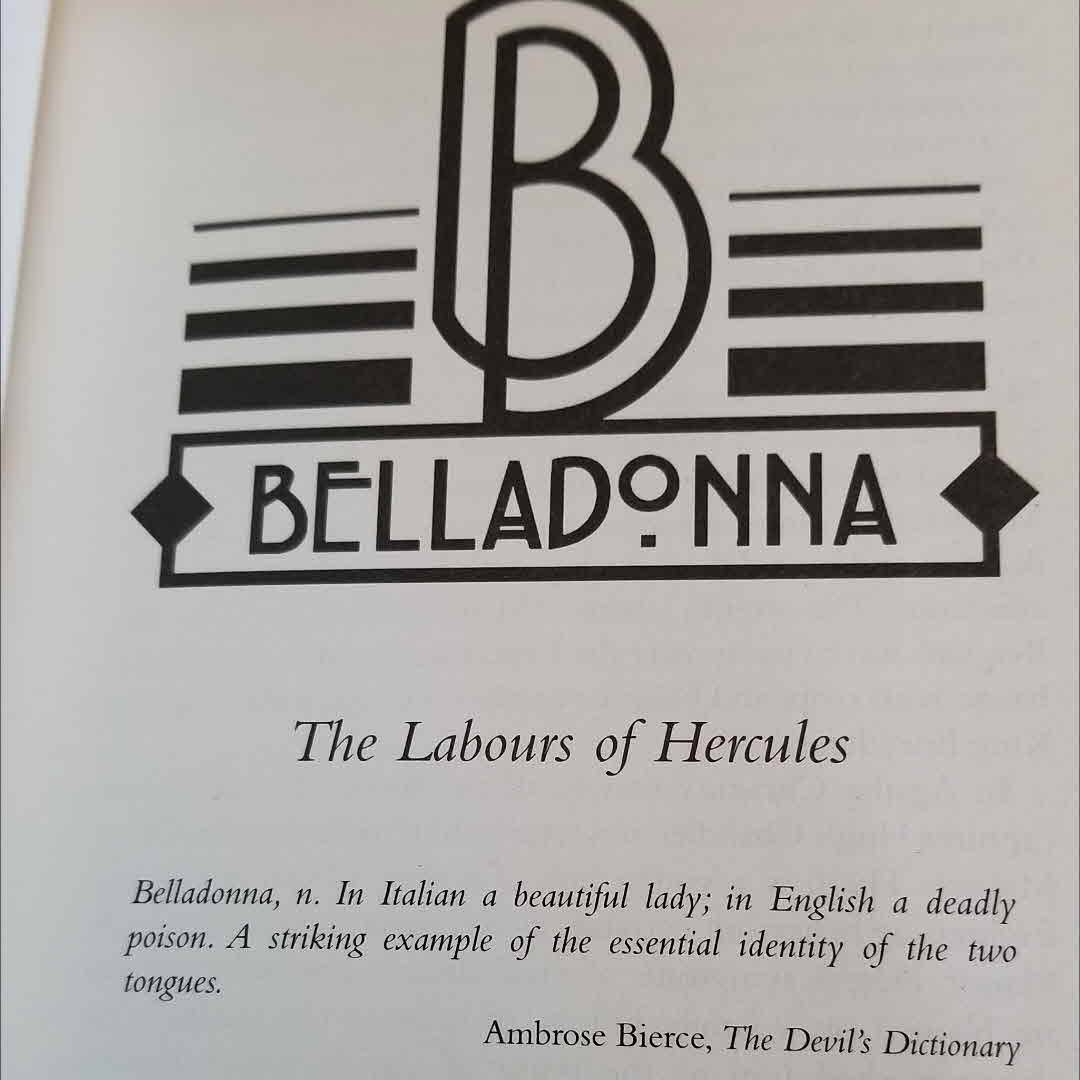 B
BELLADONNA
The Labours of Hercules
Belladonna, n. In Italian a beautiful lady; in English a deadly
poison. A striking example of the essential identity of the two
tongues.
Ambrose Bierce, The Devil's Dictionary